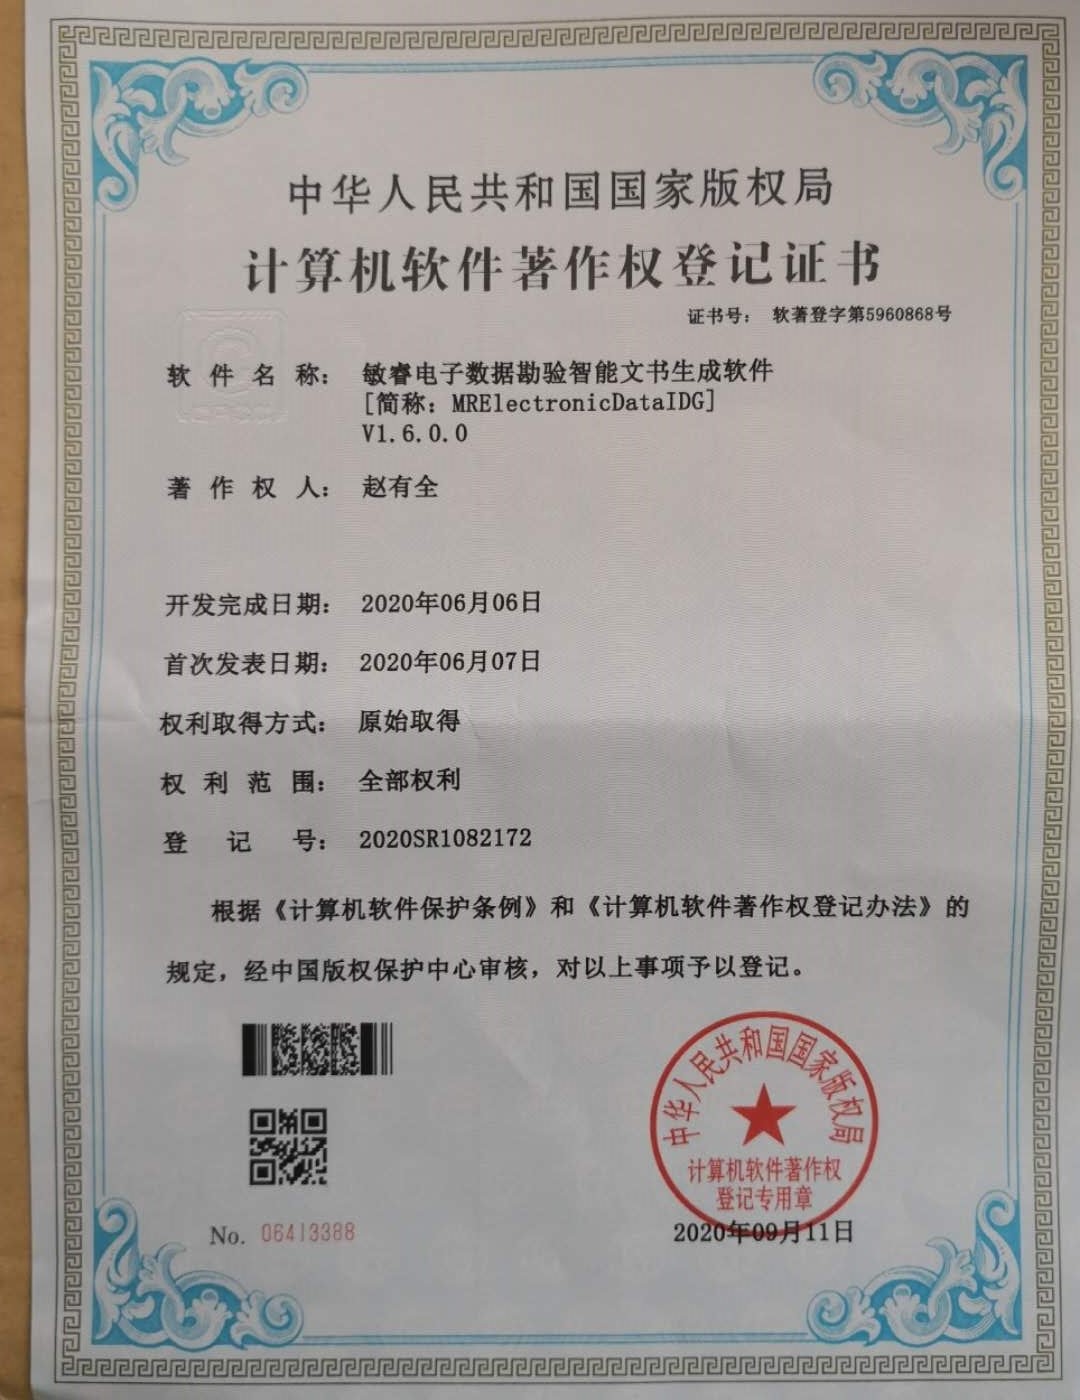 中华人民共和国国家版权局
计算机软件著作权登记证书
证书号： 软著登字第5960868号
软件名称： 敏睿电子数据勘验智能文书生成软件
[简称：MRElectronicDataIDG]
V1.6.0.0
著作权人： 赵有全
开发完成日期： 2020年06月06日
首次发表日期： 2020年06月07日
权利取得方式： 原始取得
权利范围： 全部权利
登记号： 2020SR1082172
根据《计算机软件保护条例》和《计算机软件著作权登记办法》的
规定，经中国版权保护中心审核，对以上事项予以登记。
中华人民共和国国家版权局
计算机软件著作权
登记专用章
No. 06413388
2020年09月11日